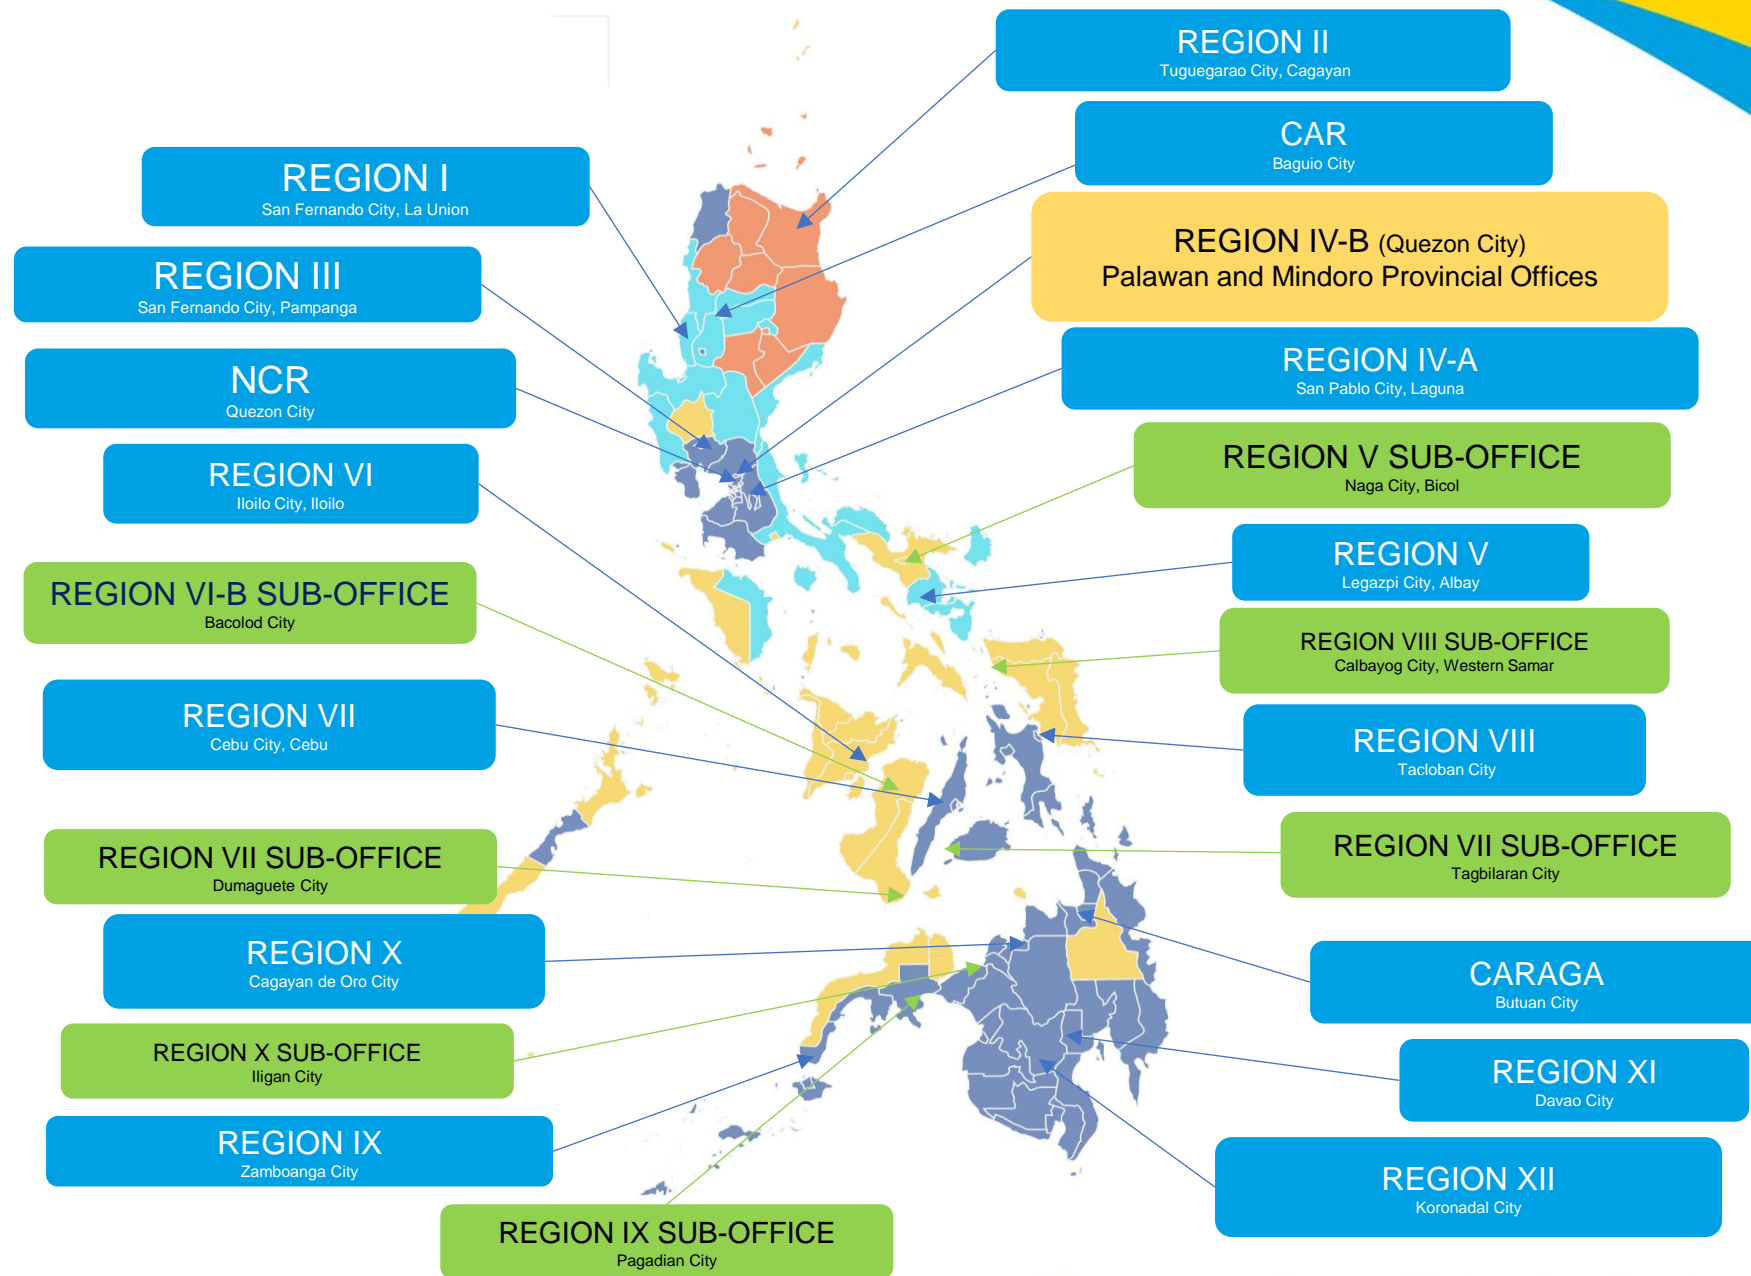 REGION II
Tuguegarao City, Cagayan
CAR
Baguio City
REGION I
San Fernando City, La Union
REGION IV-B (Quezon City)
Palawan and Mindoro Provincial Offices
REGION III
San Fernando City, Pampanga
REGION IV-A
San Pablo City, Laguna
NCR
Quezon City
REGION V SUB-OFFICE
Naga City, Bicol
REGION VI
Iloilo City, Iloilo
REGION V
Legazpi City, Albay
REGION VI-B SUB-OFFICE
Bacolod City
REGION VIII SUB-OFFICE
Calbayog City, Western Samar
REGION VII
Cebu City, Cebu
REGION VIII
Tacloban City
REGION VII SUB-OFFICE
Dumaguete City
REGION VII SUB-OFFICE
Tagbilaran City
REGION X
Cagayan de Oro City
CARAGA
Butuan City
REGION X SUB-OFFICE
Iligan City
REGION XI
Davao City
REGION IX
Zamboanga City
REGION XII
Koronadal City
REGION IX SUB-OFFICE
Pagadian City